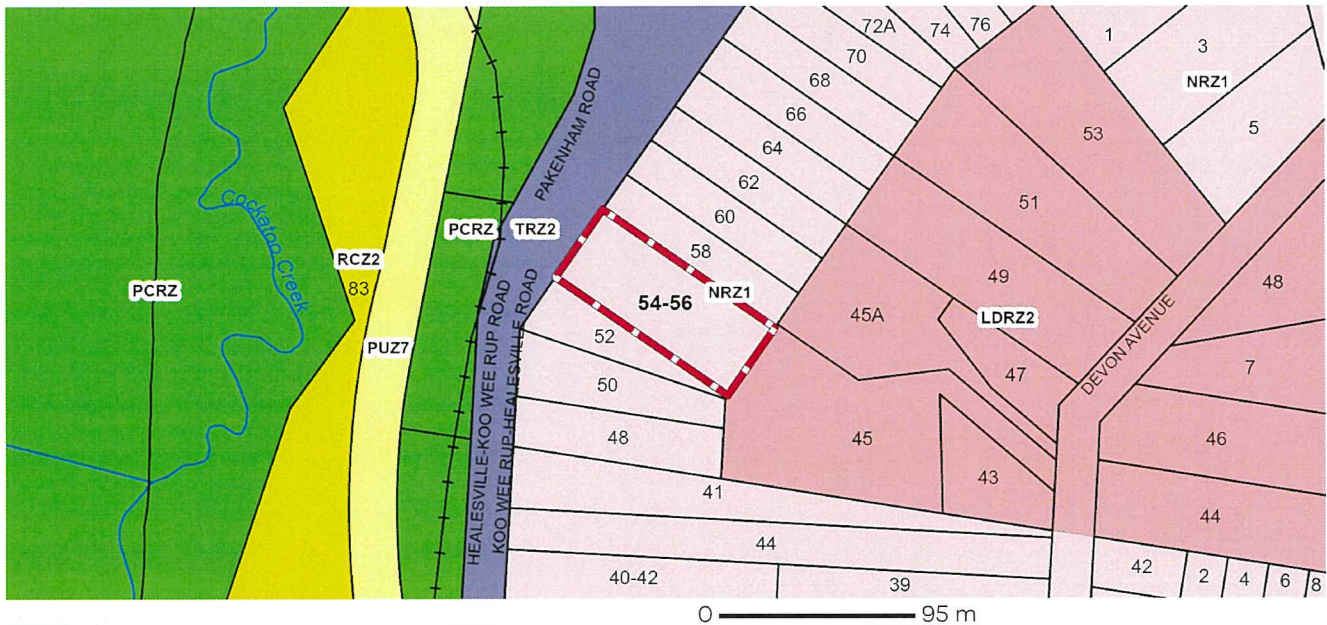 72A
74
76
1
3
NRZ1
70
68
53
5
66
PAKENHAM ROAD
64
62
51
Cockatoo Creek
60
PCRZ
TRZ2
58
49
48
RCZ2
83
PCRZ
NRZ1
54-56
45A
LDRZ2
52
PUZ7
47
DEVON AVENUE
7
50
HEALESVILLE-KOO WEE RUP ROAD
KOO WEE RUP-HEALESVILLE ROAD
48
45
46
43
41
44
44
40-42
39
42
2
4
6
8
0
95 m